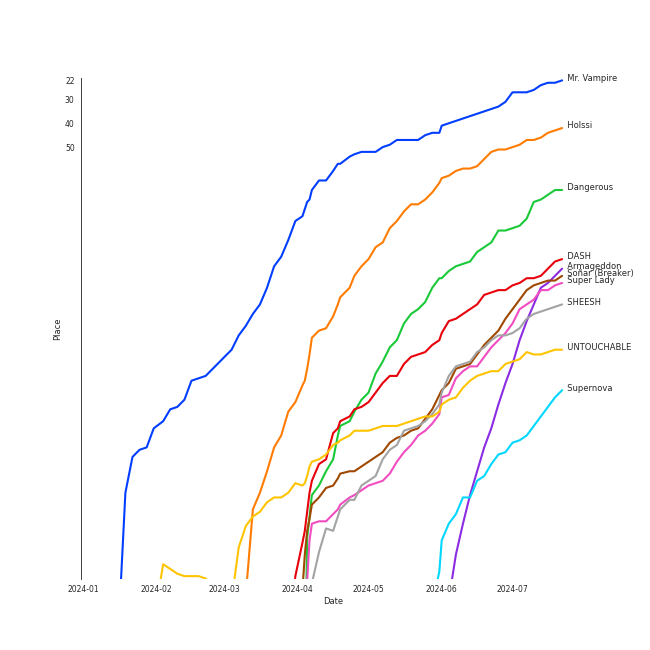 22
30
40
50
Place
Mr. Vampire
Holssi
Dangerous
DASH
Armageddon
Sonar (Breaker)
Super Lady
SHEESH
UNTOUCHABLE
Supernova
2024-01 2024-02 2024-03 2024-04 2024-05 2024-06 2024-07
Date